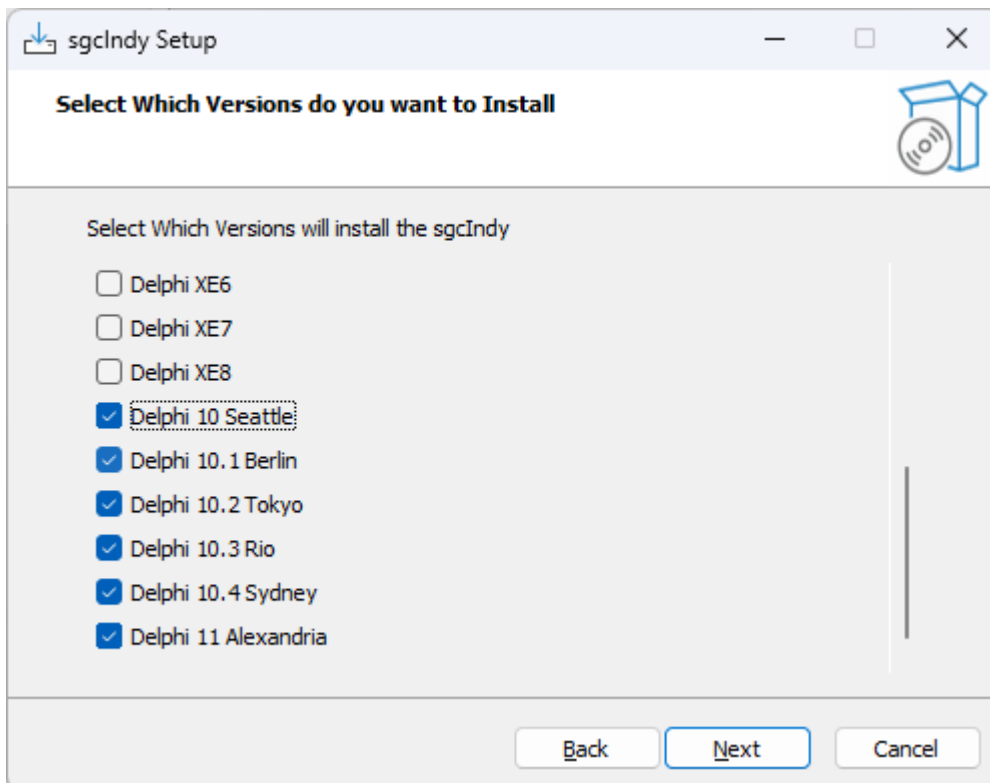 sgcIndy Setup
Select Which Versions do you want to Install
Select Which Versions will install the sgcIndy
Delphi XE6
Delphi XE7
Delphi XE8
Delphi 10 Seattle
Delphi 10.1 Berlin
Delphi 10.2 Tokyo
Delphi 10.3 Rio
Delphi 10.4 Sydney
Delphi 11 Alexandria
Back Next Cancel